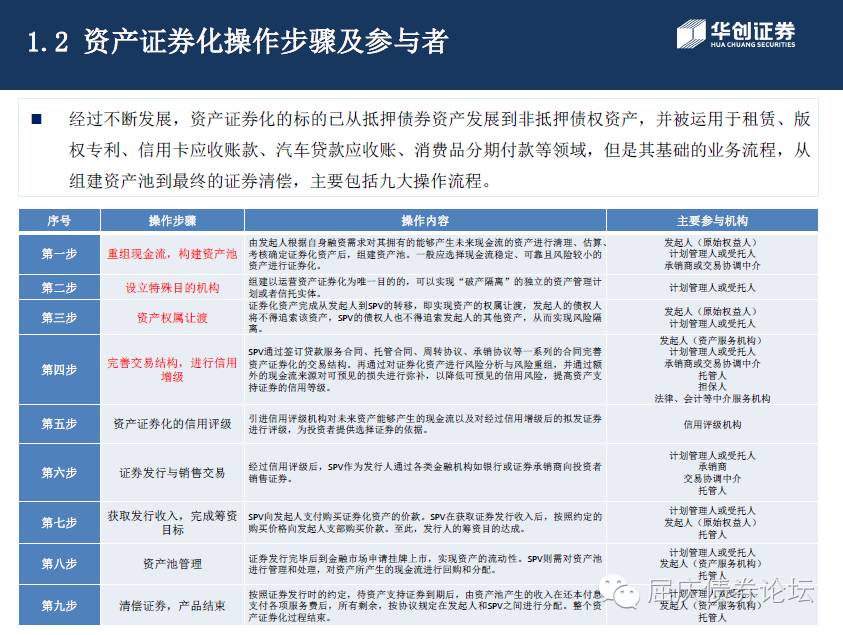 1.2 资产证券化操作步骤及参与者
华创证券
HUA CHUANG SECURITIES
■ 经过不断发展，资产证券化的标的已从抵押债券资产发展到非抵押债权资产，并被运用于租赁、版
权专利、信用卡应收账款、汽车贷款应收账、消费品分期付款等领域，但是其基础的业务流程，从
组建资产池到最终的证券清偿，主要包括九大操作流程。
序号 操作步骤 操作内容 主要参与机构
第一步
重组现金流，构建资产池
由发起人根据自身融资需求对其拥有的能够产生未来现金流的资产进行清理、估算、
考核确定证券化资产后，组建资产池。一般应选择现金流稳定、可靠且风险较小的
资产进行证券化。
发起人（原始权益人）
计划管理人或受托人
承销商或交易协调中介
第二步
设立特殊目的机构
组建以运营资产证券化为唯一目的的，可以实现“破产隔离”的独立的资产管理计
划或者信托实体。
计划管理人或受托人
第三步
资产权属让渡
证券化资产完成从发起人到SPV的转移，即实现资产的权属让渡，发起人的债权人
将不得追索该资产，SPV的债权人也不得追索发起人的其他资产，从而实现风险隔
离。
发起人（原始权益人）
计划管理人或受托人
第四步
完善交易结构，进行信用
增级
SPV通过签订贷款服务合同、托管合同、周转协议、承销协议等一系列的合同完善
资产证券化的交易结构。再通过对证券化资产进行风险分析与风险重组，并通过额
外的现金流来源对可预见的损失进行弥补，以降低可预见的信用风险，提高资产支
持证券的信用等级。
发起人（资产服务机构）
计划管理人或受托人
承销商或交易协调中介
托管人
担保人
法律、会计等中介服务机构
第五步
资产证券化的信用评级
引进信用评级机构对未来资产能够产生的现金流以及对经过信用增级后的拟发证券
进行评级，为投资者提供选择证券的依据。
信用评级机构
第六步
证券发行与销售交易
经过信用评级后，SPV作为发行人通过各类金融机构如银行或证券承销商向投资者
销售证券。
计划管理人或受托人
承销商
交易协调中介
托管人
第七步
获取发行收入，完成筹资
目标
SPV向发起人支付购买证券化资产的价款。SPV在获取证券发行收入后，按照约定的
购买价格向发起人支部购买价款。至此，发行人的筹资目的达成。
计划管理人或受托人
发起人（原始权益人）
托管人
第八步
资产池管理
证券发行完毕后到金融市场申请挂牌上市，实现资产的流动性。SPV则需对资产池
进行管理和处理，对资产所产生的现金流进行回购和分配。
计划管理人或受托人
发起人（资产服务机构）
托管人
第九步
清偿证券，产品结束
按照证券发行时的约定，待资产支持证券到期后，由资产池产生的收入在还本付息、
支付各项服务费后，所有剩余，按协议规定在发起人和SPV之间进行分配。整个资
产证券化过程结束。
计划管理人或受托人
发起人（资产服务机构）
托管人
屈庆债券论坛